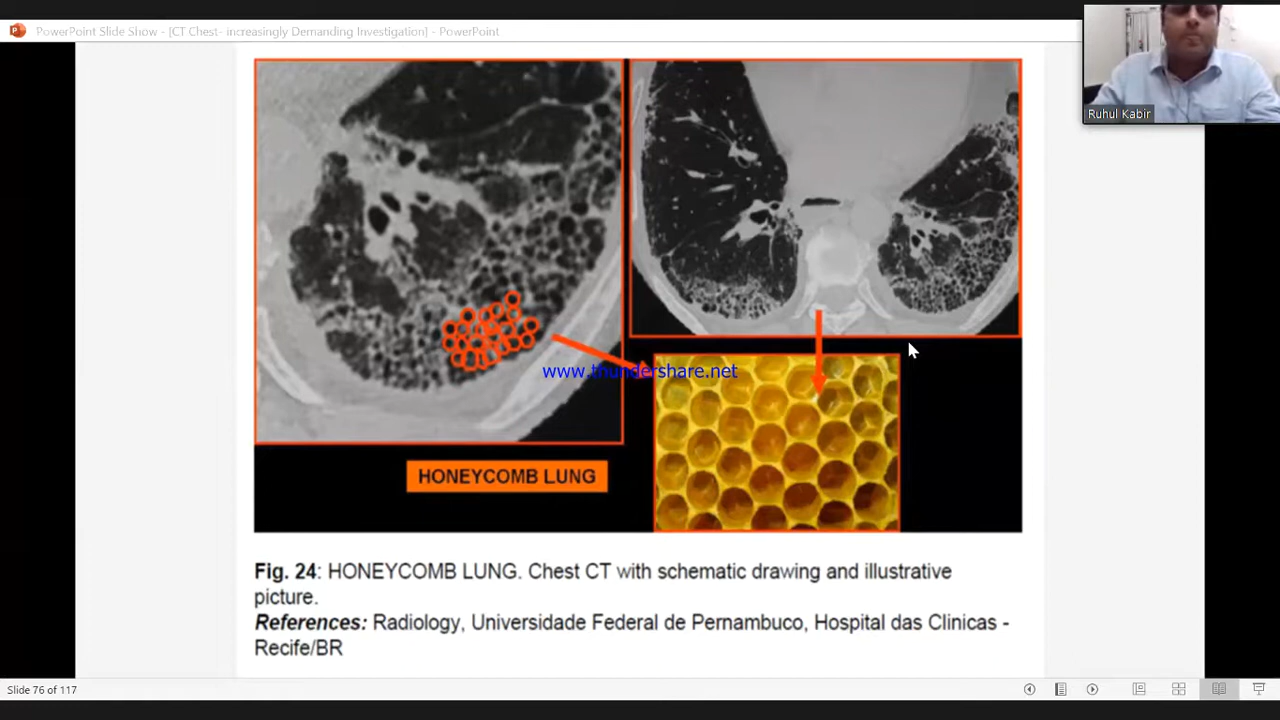 PowerPoint Slide Show - [CT Chest- increasingly Demanding Investigation] - PowerPoint
Ruhul Kabir
www.thundershare.net
HONEYCOMB LUNG
Fig. 24: HONEYCOMB LUNG. Chest CT with schematic drawing and illustrative
picture.
References: Radiology, Universidade Federal de Pernambuco, Hospital das Clinicas -
Recife/BR
Slide 76 of 117